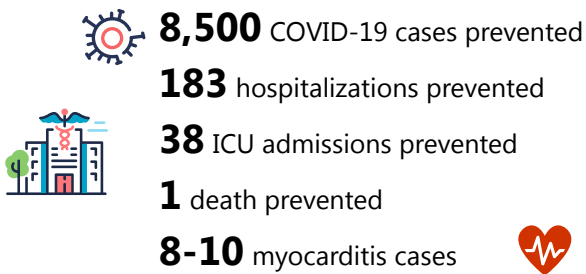 8,500 COVID-19 cases prevented
183 hospitalizations prevented
38 ICU admissions prevented
1 death prevented
8-10 myocarditis cases